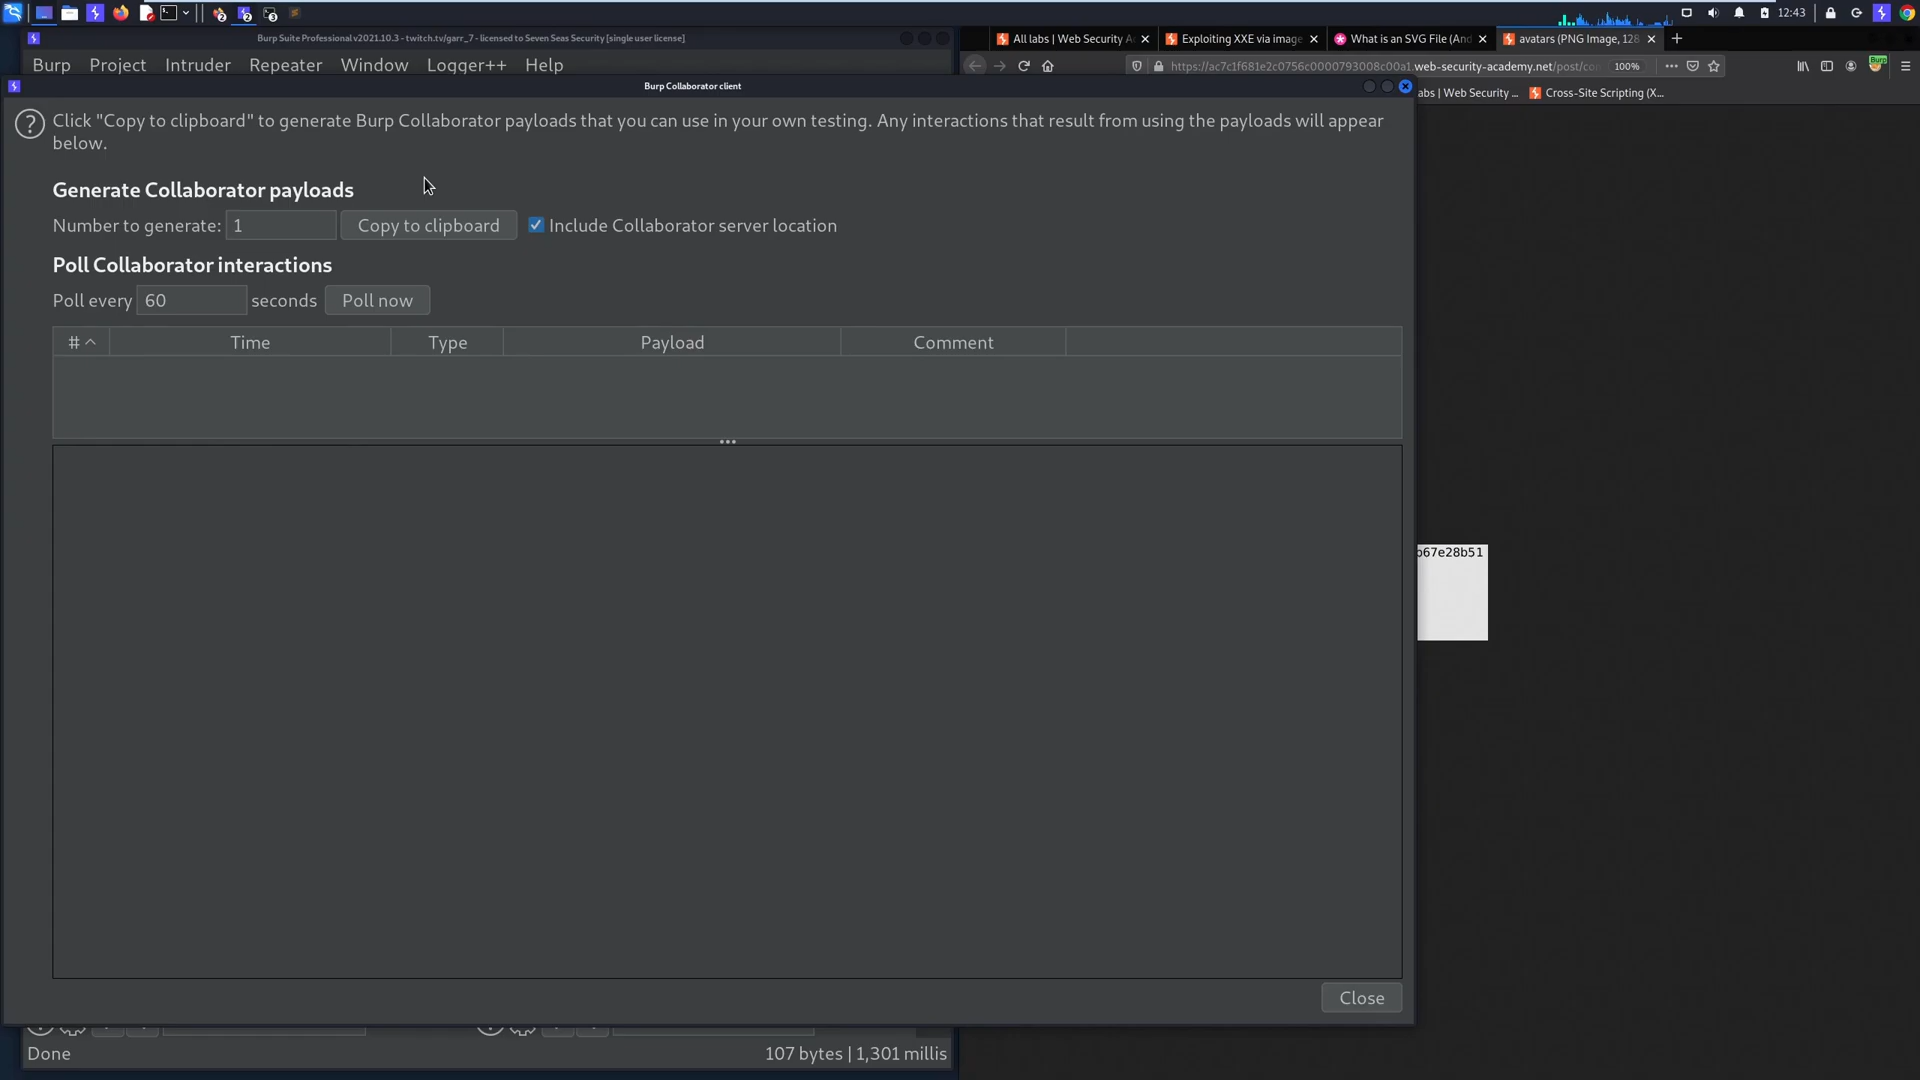 12:43
Burp Suite Professional v2021.10.3 - twitch.tv/garr_7 - licensed to Seven Seas Security [single user license]
All labs | Web Security A
Exploiting XXE via image
What is an SVG File (And
avatars (PNG Image, 128
Burp Project Intruder Repeater Window Logger++ Help
https://ac7c1f681e2c0756c0000793008c00a1.web-security-academy.net/post/co
100%
Burp
Burp Collaborator client
abs | Web Security ...
Cross-Site Scripting (X...
Click "Copy to clipboard" to generate Burp Collaborator payloads that you can use in your own testing. Any interactions that result from using the payloads will appear
below.
Generate Collaborator payloads
Number to generate: 1 Copy to clipboard Include Collaborator server location
Poll Collaborator interactions
Poll every 60 seconds Poll now
# Time Type Payload Comment
b67e28b51
Close
Done
107 bytes | 1,301 millis